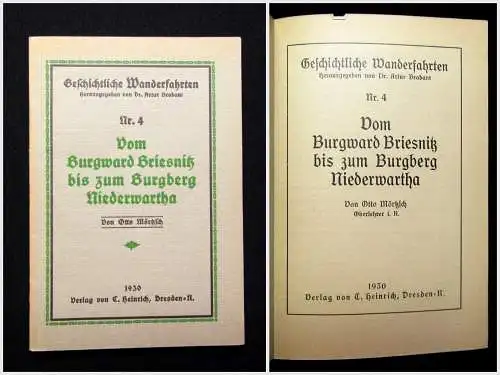 Geschichtliche Wanderfahrten
Herausgegeben von Dr. Artur Brabant
Nr. 4
Vom
Burgward Briesnitz
bis zum Burgberg
Niederwartha
Von Otto Mörtzsch
1930
Verlag von C. Heinrich, Dresden-N.
Geschichtliche Wanderfahrten
Herausgegeben von Dr. Artur Brabant
Nr. 4
Vom
Burgward Briesnitz
bis zum Burgberg
Niederwartha
Von Otto Mörtzsch
Oberlehrer i. R.
1930
Verlag von C. Heinrich, Dresden-N.